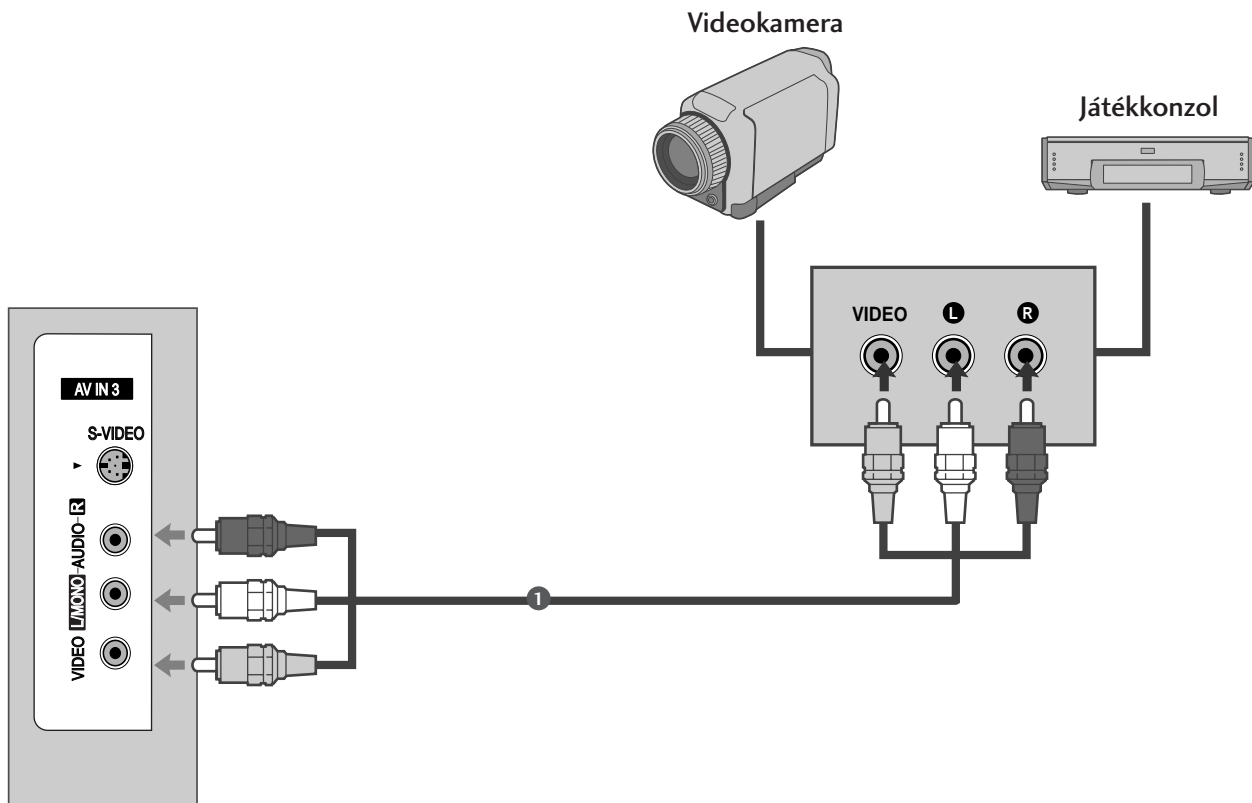 Videokamera
Játékkonzol
VIDEO L R
AV IN 3
S-VIDEO
VIDEO L/MONO-AUDIO-R
1